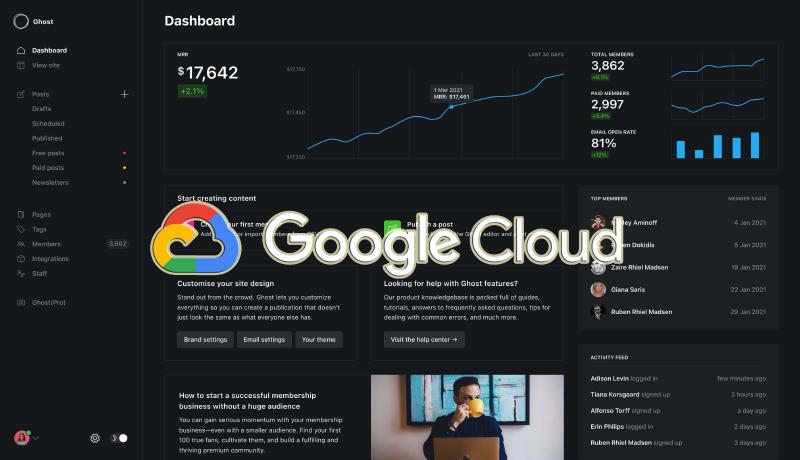 Ghost
Dashboard
View site
Posts
Drafts
Scheduled
Published
Free posts
Paid posts
Newsletters
Pages
Tags
Members 3,862
Integrations
Staff
Ghost(Pro)
Dashboard
MRR
$17,642
+2.1%
LAST 30 DAYS
$17,700
$17,450
$17,200
1 Mar 2021
MRR: $17,461
TOTAL MEMBERS
3,862
+8.1%
PAID MEMBERS
2,997
+3.4%
EMAIL OPEN RATE
81%
+12%
Start creating content
Publish a post
Google Cloud
Customise your site design
Stand out from the crowd. Ghost lets you customize
everything so you can create a publication that doesn't
just look the same as what everyone else has.
Brand settings
Email settings
Your theme
Looking for help with Ghost features?
Our product knowledgebase is packed full of guides,
tutorials, answers to frequently asked questions, tips for
dealing with common errors, and much more.
Visit the help center →
How to start a successful membership
business without a huge audience
You can gain serious momentum with your membership
business—even with a smaller audience. Find your first
100 true fans, cultivate them, and build a fulfilling and
thriving premium community.
TOP MEMBERS MEMBER SINCE
Aminoff 4 Jan 2021
Dokidis 5 Jan 2021
Zaire Rhiel Madsen 19 Jan 2021
Giana Saris 22 Jan 2021
Ruben Rhiel Madsen 29 Jan 2021
ACTIVITY FEED
Adison Levin logged in few minutes ago
Tiana Korsgaard signed up 3 hours ago
Alfonso Torff signed up a day ago
Erin Philips logged in 2 days ago
Ruben Rhiel Madsen signed up 3 days ago